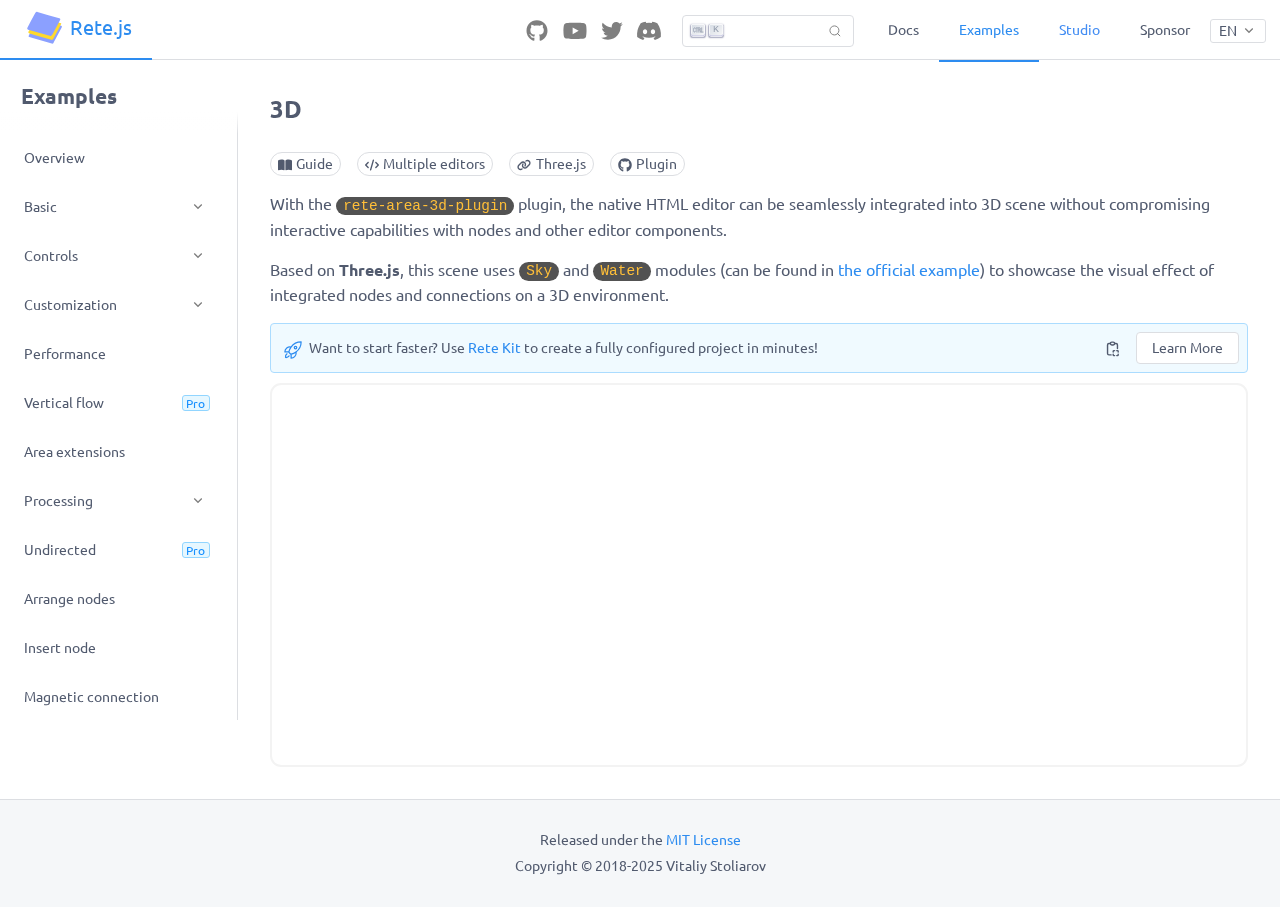 Rete.js
K
Docs
Examples
Studio
Sponsor
EN
Examples
Overview
Basic
Controls
Customization
Performance
Vertical flow
Pro
Area extensions
Processing
Undirected
Pro
Arrange nodes
Insert node
Magnetic connection
3D
Guide
Multiple editors
Three.js
Plugin
With the rete-area-3d-plugin plugin, the native HTML editor can be seamlessly integrated into 3D scene without compromising
interactive capabilities with nodes and other editor components.
Based on Three.js, this scene uses Sky and Water modules (can be found in the official example) to showcase the visual effect of
integrated nodes and connections on a 3D environment.
Want to start faster? Use Rete Kit to create a fully configured project in minutes!
Learn More
Released under the MIT License
Copyright © 2018-2025 Vitaliy Stoliarov